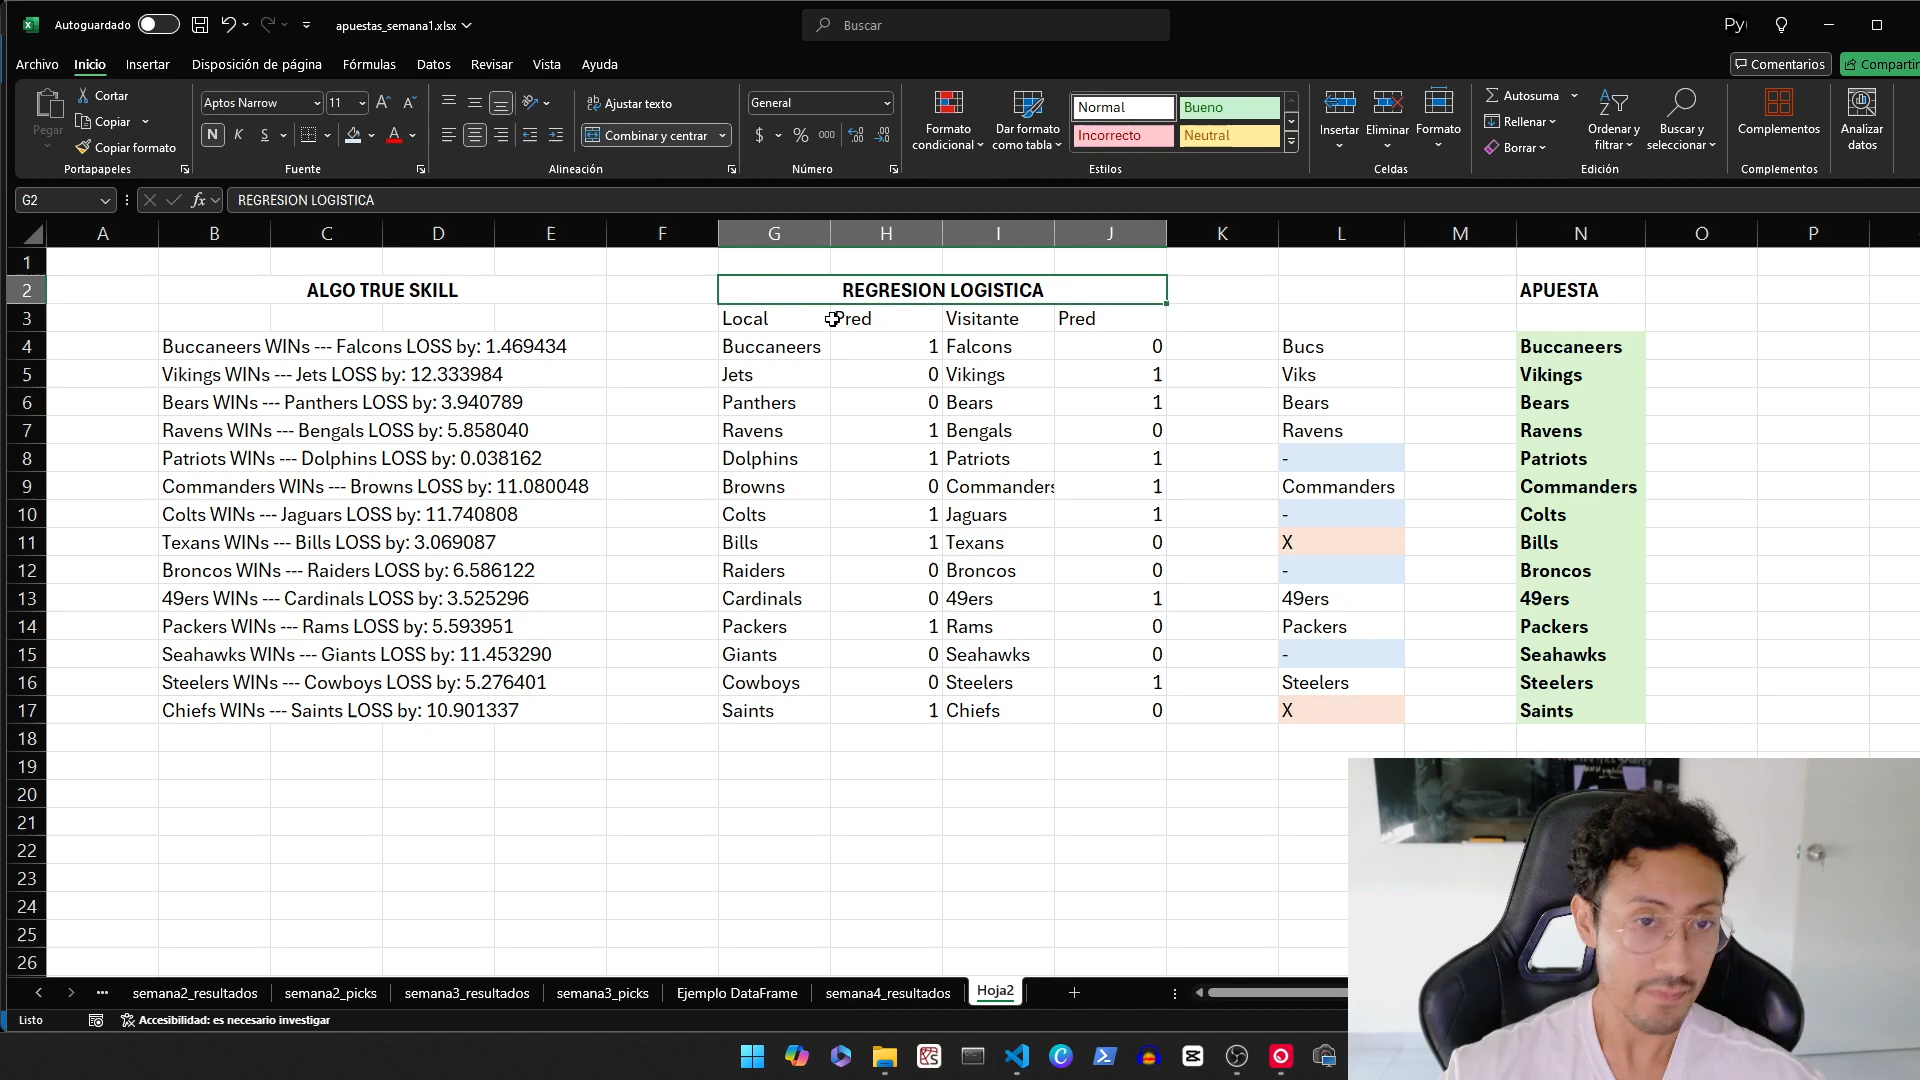 Autoguardado
apuestas_semana1.xlsx
Buscar
Py
Archivo
Inicio
Insertar
Disposición de página
Fórmulas
Datos
Revisar
Vista
Ayuda
Comentarios
Compartir
Pegar
Cortar
Copiar
Copiar formato
Portapapeles
Aptos Narrow
11
N K S
Fuente
Ajustar texto
Combinar y centrar
Alineación
General
$ % 000
Número
Formato condicional
Dar formato como tabla
Normal
Bueno
Incorrecto
Neutral
Estilos
Insertar
Eliminar
Formato
Celdas
Autosuma
Rellenar
Borrar
Ordenar y filtrar
Buscar y seleccionar
Edición
Complementos
Complementos
Analizar datos
G2
fx
REGRESION LOGISTICA
A B C D E F G H I J K L M N O P
1
2 ALGO TRUE SKILL REGRESION LOGISTICA APUESTA
3 Local Pred Visitante Pred
4 Buccaneers WINs --- Falcons LOSS by: 1.469434 Buccaneers 1 Falcons 0 Bucs Buccaneers
5 Vikings WINs --- Jets LOSS by: 12.333984 Jets 0 Vikings 1 Viks Vikings
6 Bears WINs --- Panthers LOSS by: 3.940789 Panthers 0 Bears 1 Bears Bears
7 Ravens WINs --- Bengals LOSS by: 5.858040 Ravens 1 Bengals 0 Ravens Ravens
8 Patriots WINs --- Dolphins LOSS by: 0.038162 Dolphins 1 Patriots 1 - Patriots
9 Commanders WINs --- Browns LOSS by: 11.080048 Browns 0 Commanders 1 Commanders Commanders
10 Colts WINs --- Jaguars LOSS by: 11.740808 Colts 1 Jaguars 1 - Colts
11 Texans WINs --- Bills LOSS by: 3.069087 Bills 1 Texans 0 X Bills
12 Broncos WINs --- Raiders LOSS by: 6.586122 Raiders 0 Broncos 0 - Broncos
13 49ers WINs --- Cardinals LOSS by: 3.525296 Cardinals 0 49ers 1 49ers 49ers
14 Packers WINs --- Rams LOSS by: 5.593951 Packers 1 Rams 0 Packers Packers
15 Seahawks WINs --- Giants LOSS by: 11.453290 Giants 0 Seahawks 0 - Seahawks
16 Steelers WINs --- Cowboys LOSS by: 5.276401 Cowboys 0 Steelers 1 Steelers Steelers
17 Chiefs WINs --- Saints LOSS by: 10.901337 Saints 1 Chiefs 0 X Saints
18
19
20
21
22
23
24
25
26
semana2_resultados
semana2_picks
semana3_resultados
semana3_picks
Ejemplo DataFrame
semana4_resultados
Hoja2
Listo
Accesibilidad: es necesario investigar